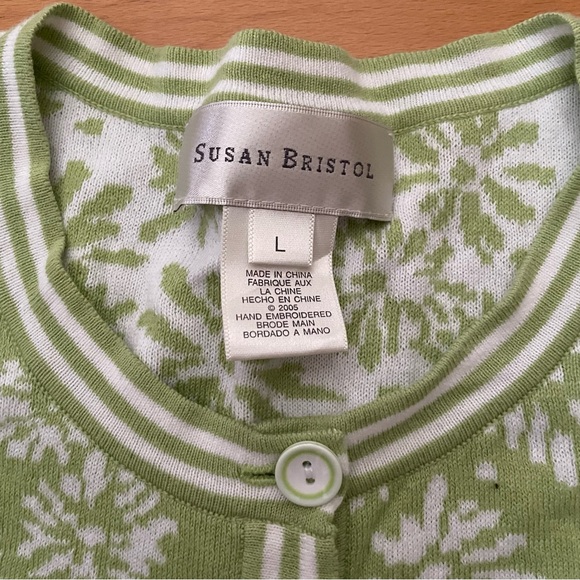 SUSAN BRISTOL
L
MADE IN CHINA
FABRIQUE AUX
LA CHINE
HECHO EN CHINE
© 2005
HAND EMBROIDERED
BRODE MAIN
BORDADO A MANO